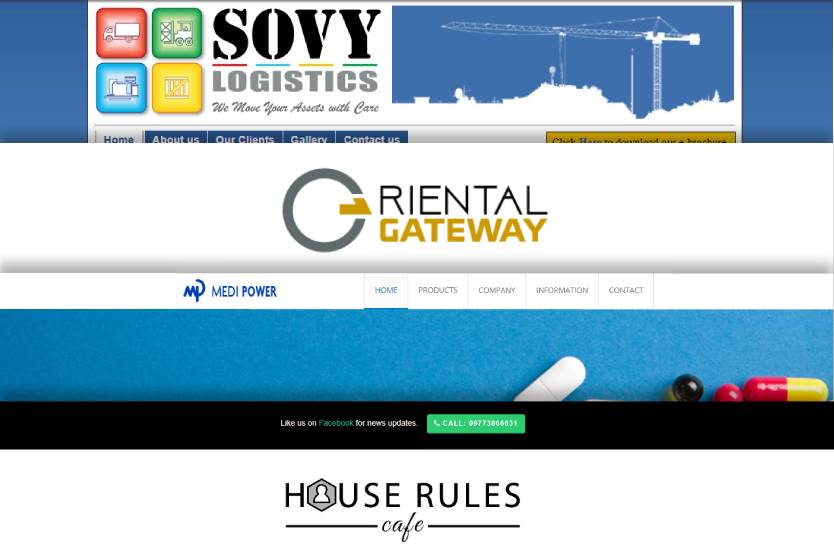 SOVY
LOGISTICS
We Move Your Assets with Care
Home About us Our Clients Gallery Contact us
Click Here to download our e-brochure
ORIENTAL
GATEWAY
MP MEDI POWER
HOME PRODUCTS COMPANY INFORMATION CONTACT
Like us on Facebook for news updates. CALL: 09773666631
HOUSE RULES
cafe